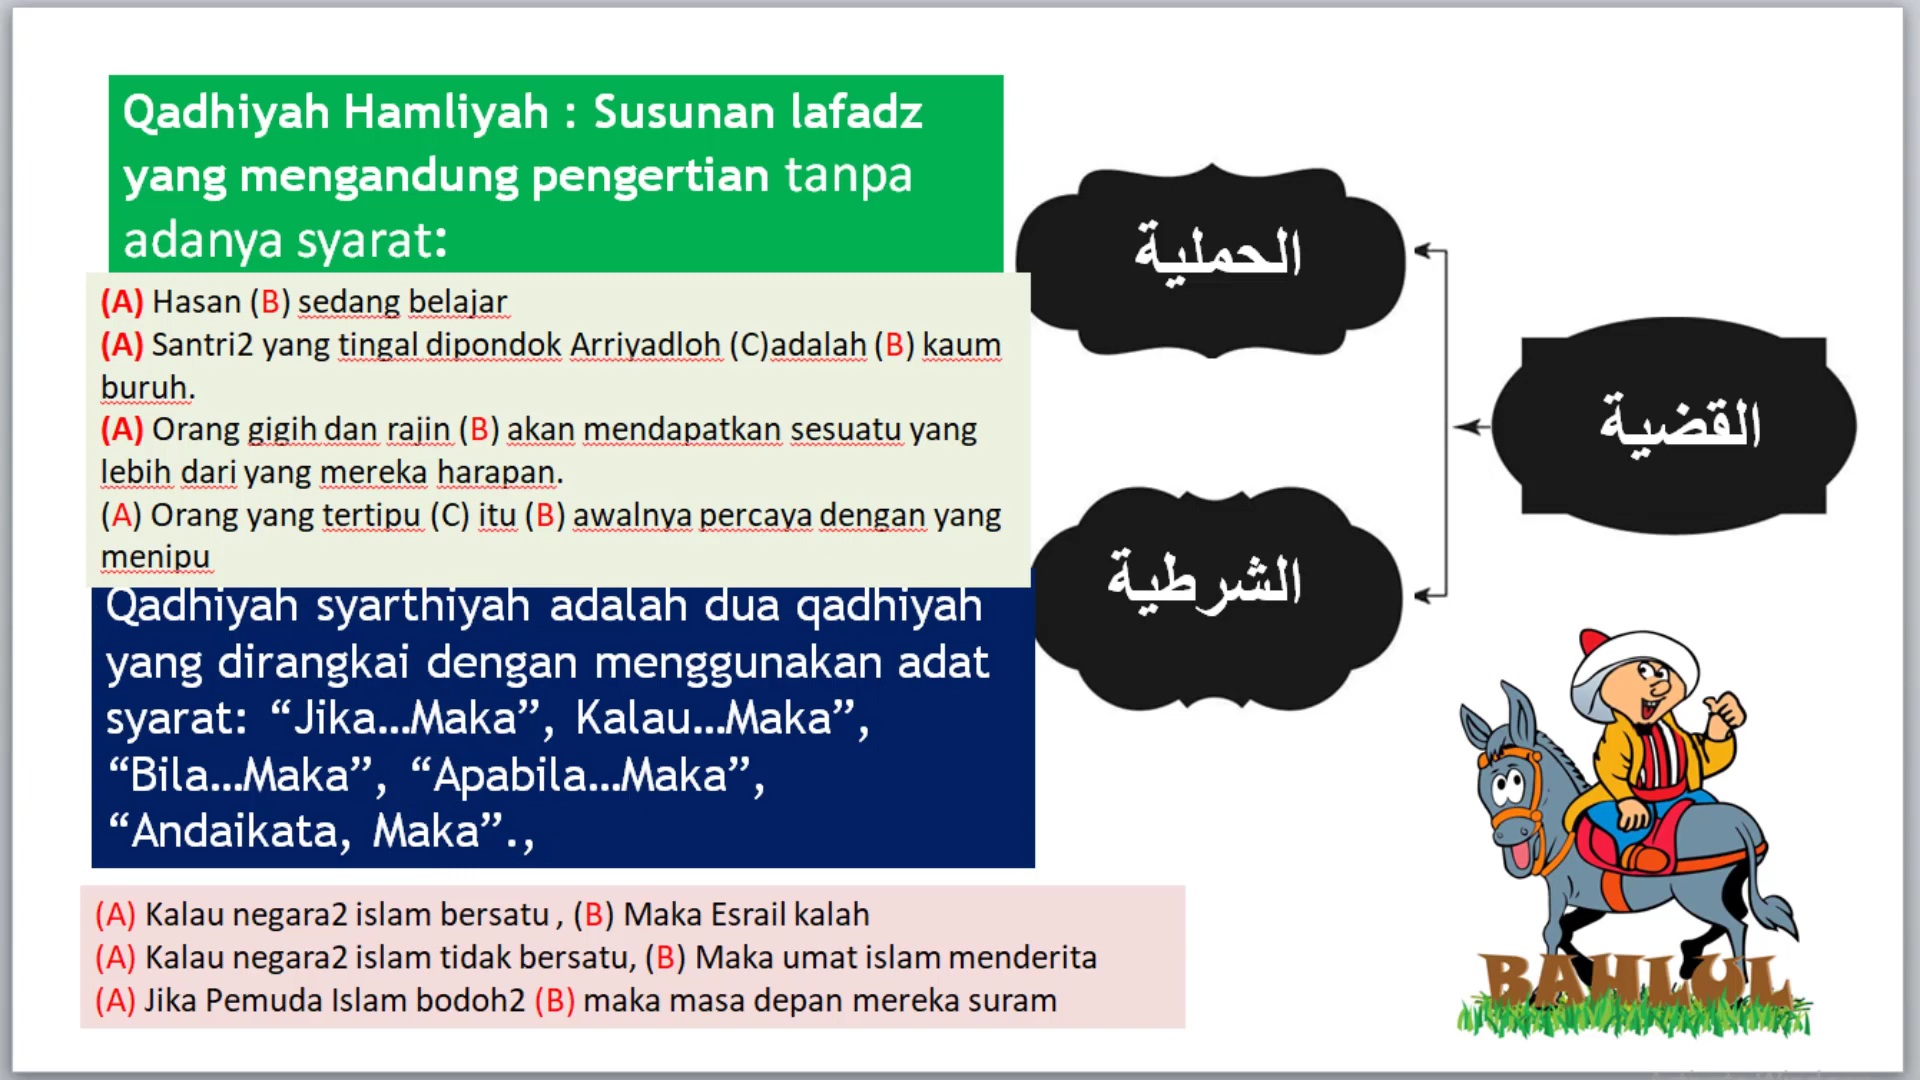 Qadhiyah Hamliyah : Susunan lafadz
yang mengandung pengertian tanpa
adanya syarat:
(A) Hasan (B) sedang belajar
(A) Santri2 yang tingal dipondok Arriyadloh (C)adalah (B) kaum
buruh.
(A) Orang gigih dan rajin (B) akan mendapatkan sesuatu yang
lebih dari yang mereka harapan.
(A) Orang yang tertipu (C) itu (B) awalnya percaya dengan yang
menipu
Qadhiyah syarthiyah adalah dua qadhiyah
yang dirangkai dengan menggunakan adat
syarat: “Jika...Maka”, Kalau...Maka”,
“Bila...Maka”, “Apabila...Maka”,
“Andaikata, Maka”.,
(A) Kalau negara2 islam bersatu , (B) Maka Esrail kalah
(A) Kalau negara2 islam tidak bersatu, (B) Maka umat islam menderita
(A) Jika Pemuda Islam bodoh2 (B) maka masa depan mereka suram
الحملية
القضية
الشرطية
BAHLUL